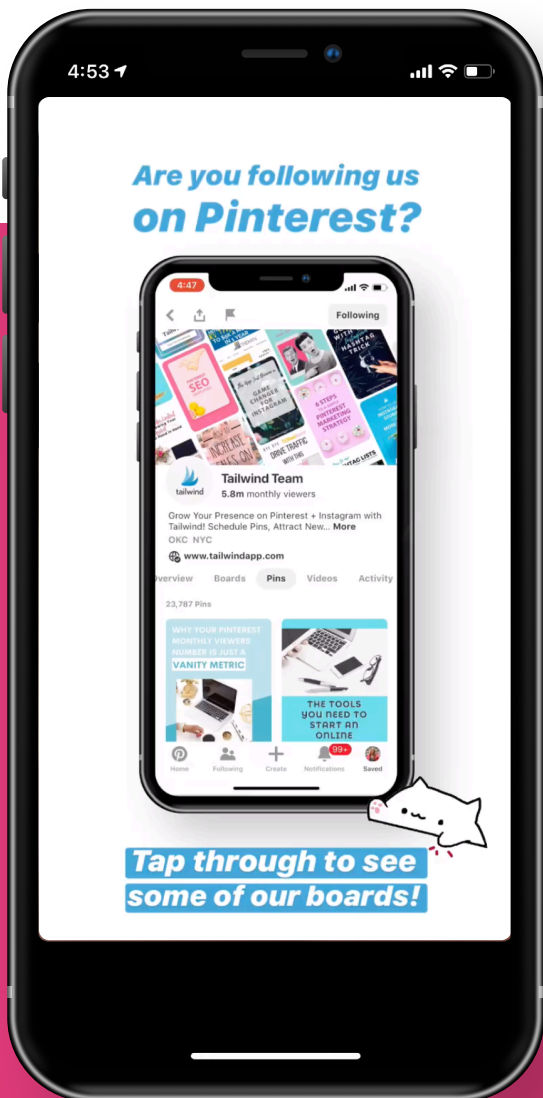 4:53
Are you following us
on Pinterest?
4:47
Following
SEO
GAME
CHANGER
FOR
INSTAGRAM
HASHTAG
TRICK
6 STEPS
PINTEREST
MARKETING
STRATEGY
INCREASE
DRIVE TRAFFIC
WITH THIS
tailwind
Tailwind Team
5.8m monthly viewers
Grow Your Presence on Pinterest + Instagram with
Tailwind! Schedule Pins, Attract New... More
OKC NYC
www.tailwindapp.com
Overview Boards Pins Videos Activity
23,787 Pins
WHY YOUR PINTEREST
MONTHLY VIEWERS
NUMBER IS JUST A
VANITY METRIC
THE TOOLS
YOU NEED TO
START AN
ONLINE
99+
Home Following Create Notifications Saved
Tap through to see
some of our boards!